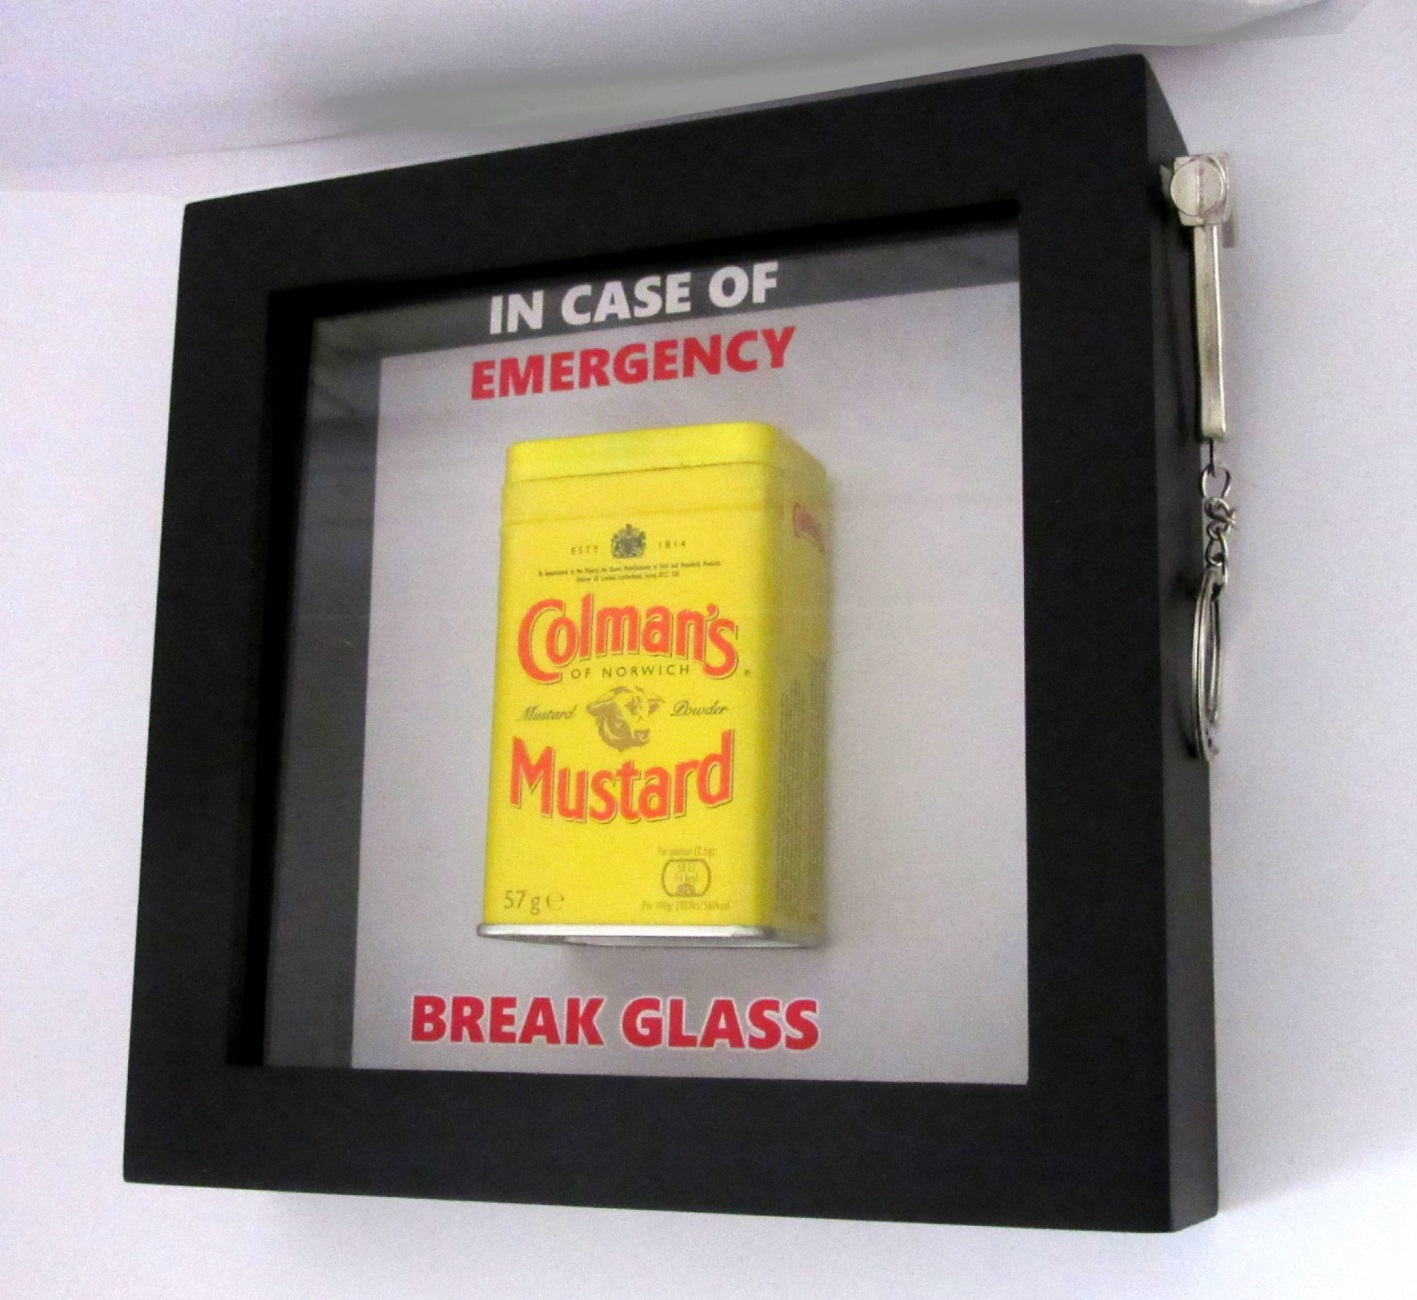 IN CASE OF
EMERGENCY
ESTD 1814
Colman's
OF NORWICH
Mustard Powder
Mustard
57g ℮
BREAK GLASS